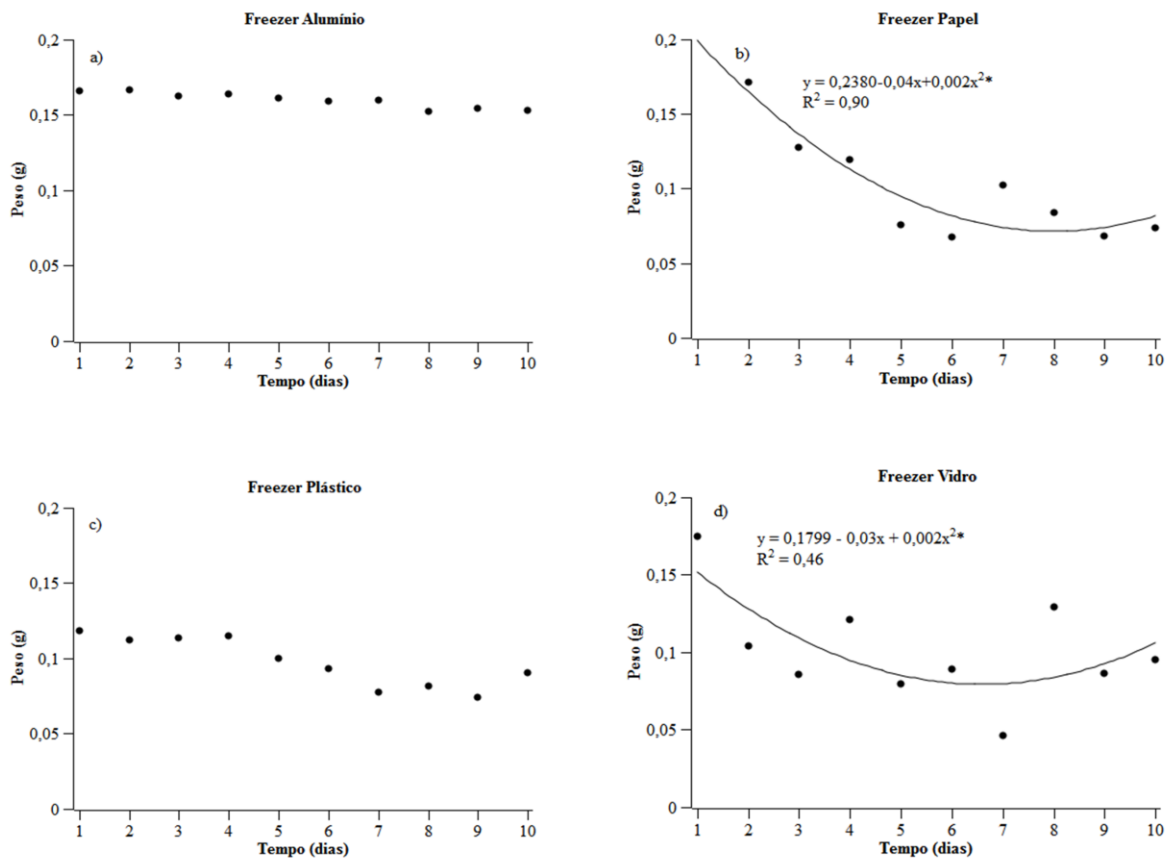 Freezer Alumínio
a)
0,2
0,15
0,1
0,05
0
Peso (g)
1 2 3 4 5 6 7 8 9 10
Tempo (dias)
Freezer Papel
b)
y = 0,2380-0,04x+0,002x²*
R² = 0,90
0,2
0,15
0,1
0,05
0
Peso (g)
1 2 3 4 5 6 7 8 9 10
Tempo (dias)
Freezer Plástico
c)
0,2
0,15
0,1
0,05
0
Peso (g)
1 2 3 4 5 6 7 8 9 10
Tempo (dias)
Freezer Vidro
d)
y = 0,1799 - 0,03x + 0,002x²*
R² = 0,46
0,2
0,15
0,1
0,05
0
Peso (g)
1 2 3 4 5 6 7 8 9 10
Tempo (dias)